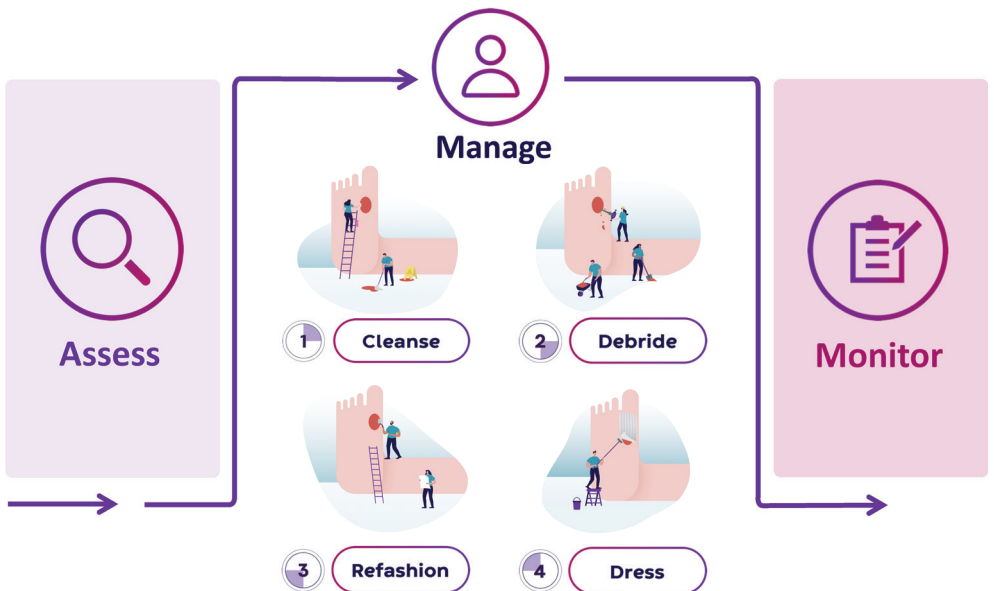 Manage
Assess
1 Cleanse
2 Debride
3 Refashion
4 Dress
Monitor